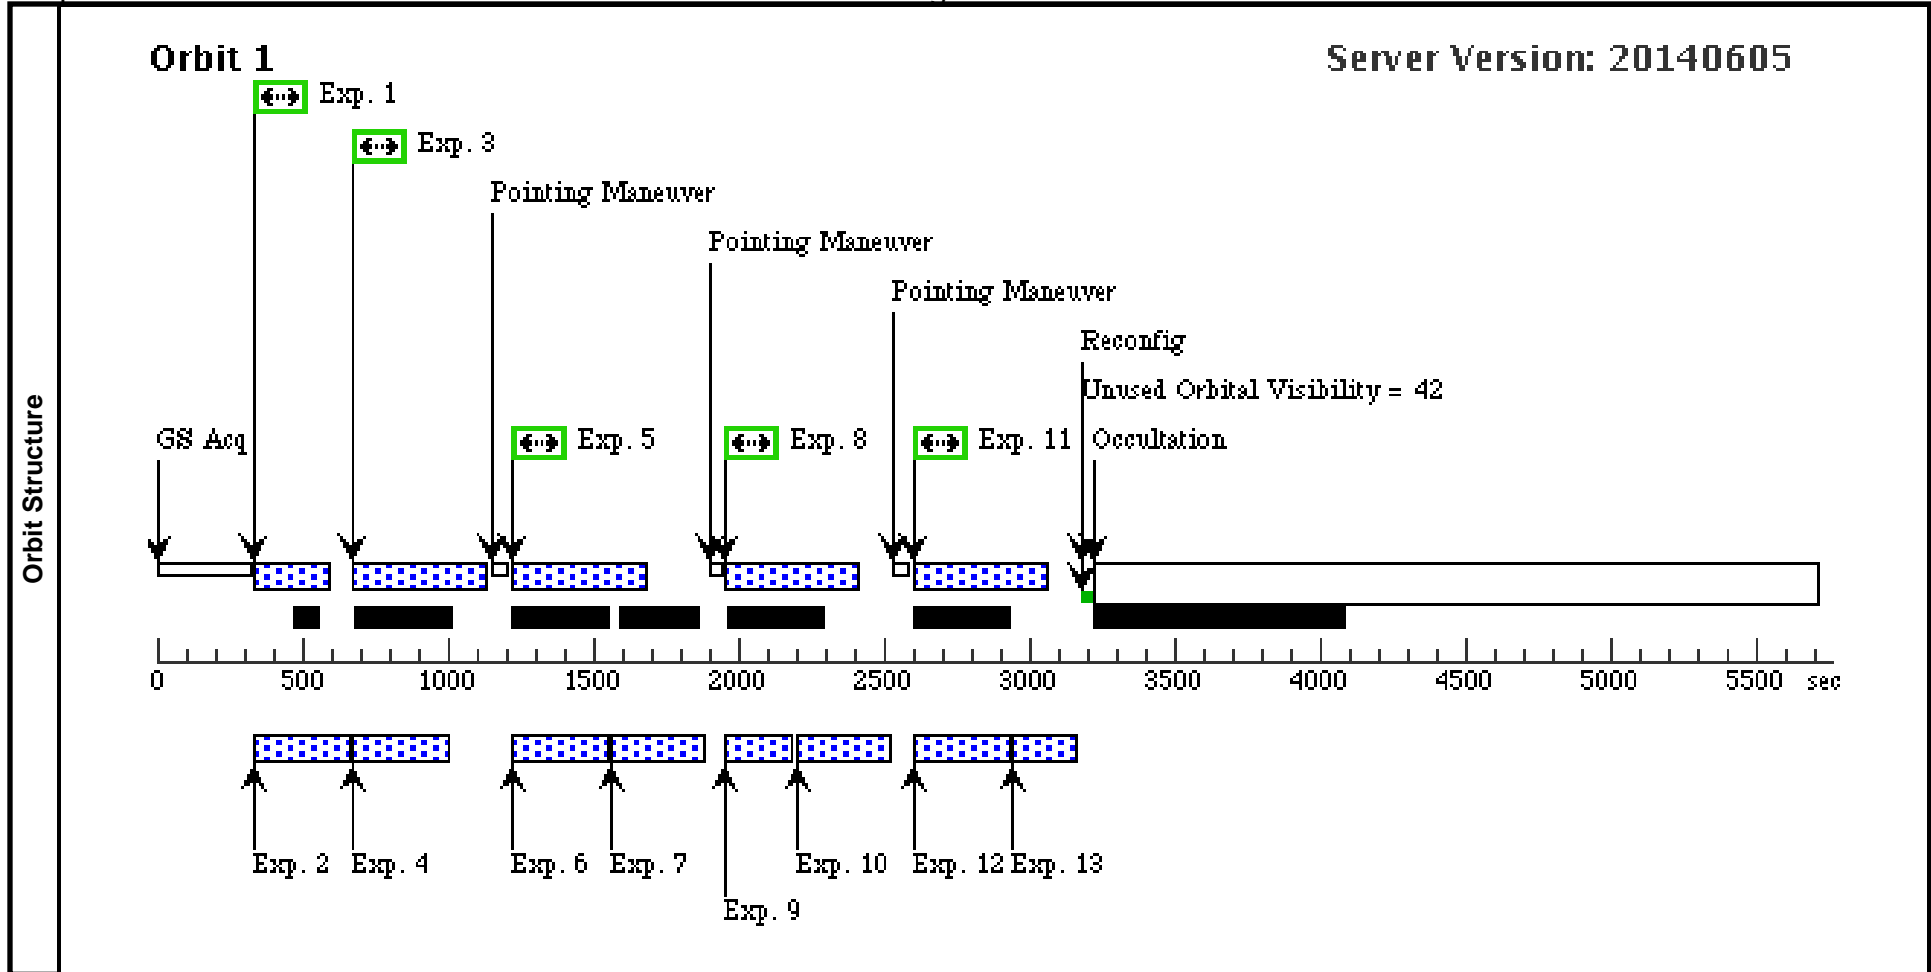 Orbit Structure
Orbit 1
Server Version: 20140605
Exp. 1
Exp. 3
Pointing Maneuver
Pointing Maneuver
Pointing Maneuver
Reconfig
Unused Orbital Visibility = 42
GS Acq
Exp. 5
Exp. 8
Exp. 11
Occultation
0 500 1000 1500 2000 2500 3000 3500 4000 4500 5000 5500 sec
Exp. 2
Exp. 4
Exp. 6
Exp. 7
Exp. 10
Exp. 12
Exp. 13
Exp. 9